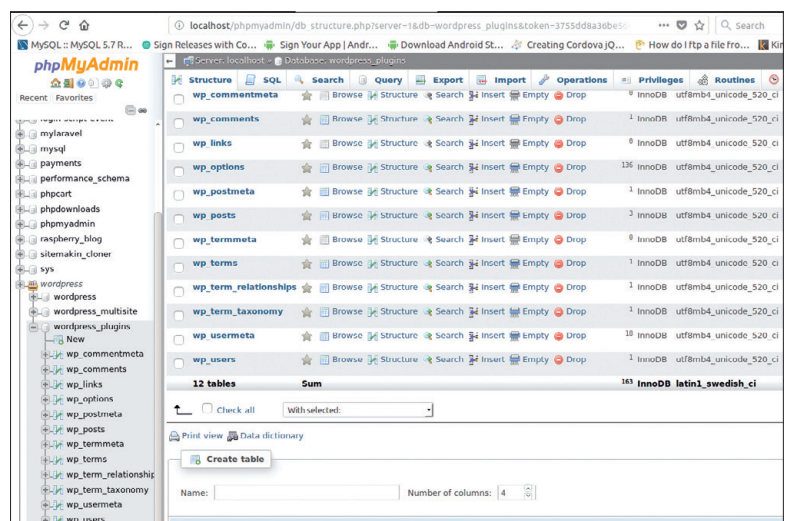 localhost/phpmyadmin/db_structure.php?server=1&db=wordpress_plugins&token=3755dd8a36be5
Search
MySQL :: MySQL 5.7 R... Sign Releases with Co... Sign Your App | Andr... Download Android St... Creating Cordova jQ... How do I ftp a file fro...
phpMyAdmin
Recent Favorites
mylaravel
mysql
payments
performance_schema
phpcart
phpdownloads
phpmyadmin
raspberry_blog
sitemakin_cloner
sys
wordpress
wordpress
wordpress_multisite
wordpress_plugins
New
wp_commentmeta
wp_comments
wp_links
wp_options
wp_postmeta
wp_posts
wp_termmeta
wp_terms
wp_term_relationship
wp_term_taxonomy
wp_usermeta
wp_users
Server: localhost » Database: wordpress_plugins
Structure SQL Search Query Export Import Operations Privileges Routines
wp_commentmeta Browse Structure Search Insert Empty Drop 0 InnoDB utf8mb4_unicode_520_ci
wp_comments Browse Structure Search Insert Empty Drop 1 InnoDB utf8mb4_unicode_520_ci
wp_links Browse Structure Search Insert Empty Drop 0 InnoDB utf8mb4_unicode_520_ci
wp_options Browse Structure Search Insert Empty Drop 136 InnoDB utf8mb4_unicode_520_ci
wp_postmeta Browse Structure Search Insert Empty Drop 1 InnoDB utf8mb4_unicode_520_ci
wp_posts Browse Structure Search Insert Empty Drop 3 InnoDB utf8mb4_unicode_520_ci
wp_termmeta Browse Structure Search Insert Empty Drop 0 InnoDB utf8mb4_unicode_520_ci
wp_terms Browse Structure Search Insert Empty Drop 1 InnoDB utf8mb4_unicode_520_ci
wp_term_relationships Browse Structure Search Insert Empty Drop 1 InnoDB utf8mb4_unicode_520_ci
wp_term_taxonomy Browse Structure Search Insert Empty Drop 1 InnoDB utf8mb4_unicode_520_ci
wp_usermeta Browse Structure Search Insert Empty Drop 18 InnoDB utf8mb4_unicode_520_ci
wp_users Browse Structure Search Insert Empty Drop 1 InnoDB utf8mb4_unicode_520_ci
12 tables Sum 163 InnoDB latin1_swedish_ci
Check all With selected:
Print view Data dictionary
Create table
Name: Number of columns: 4